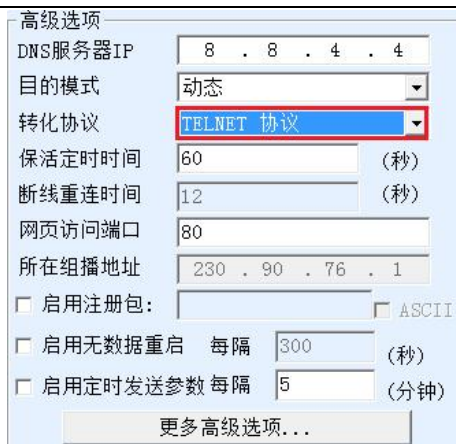 高级选项
DNS服务器IP 8 . 8 . 4 . 4
目的模式 动态
转化协议 TELNET 协议
保活定时时间 60 (秒)
断线重连时间 12 (秒)
网页访问端口 80
所在组播地址 230 . 90 . 76 . 1
启用注册包: ASCII
启用无数据重启 每隔 300 (秒)
启用定时发送参数 每隔 5 (分钟)
更多高级选项...